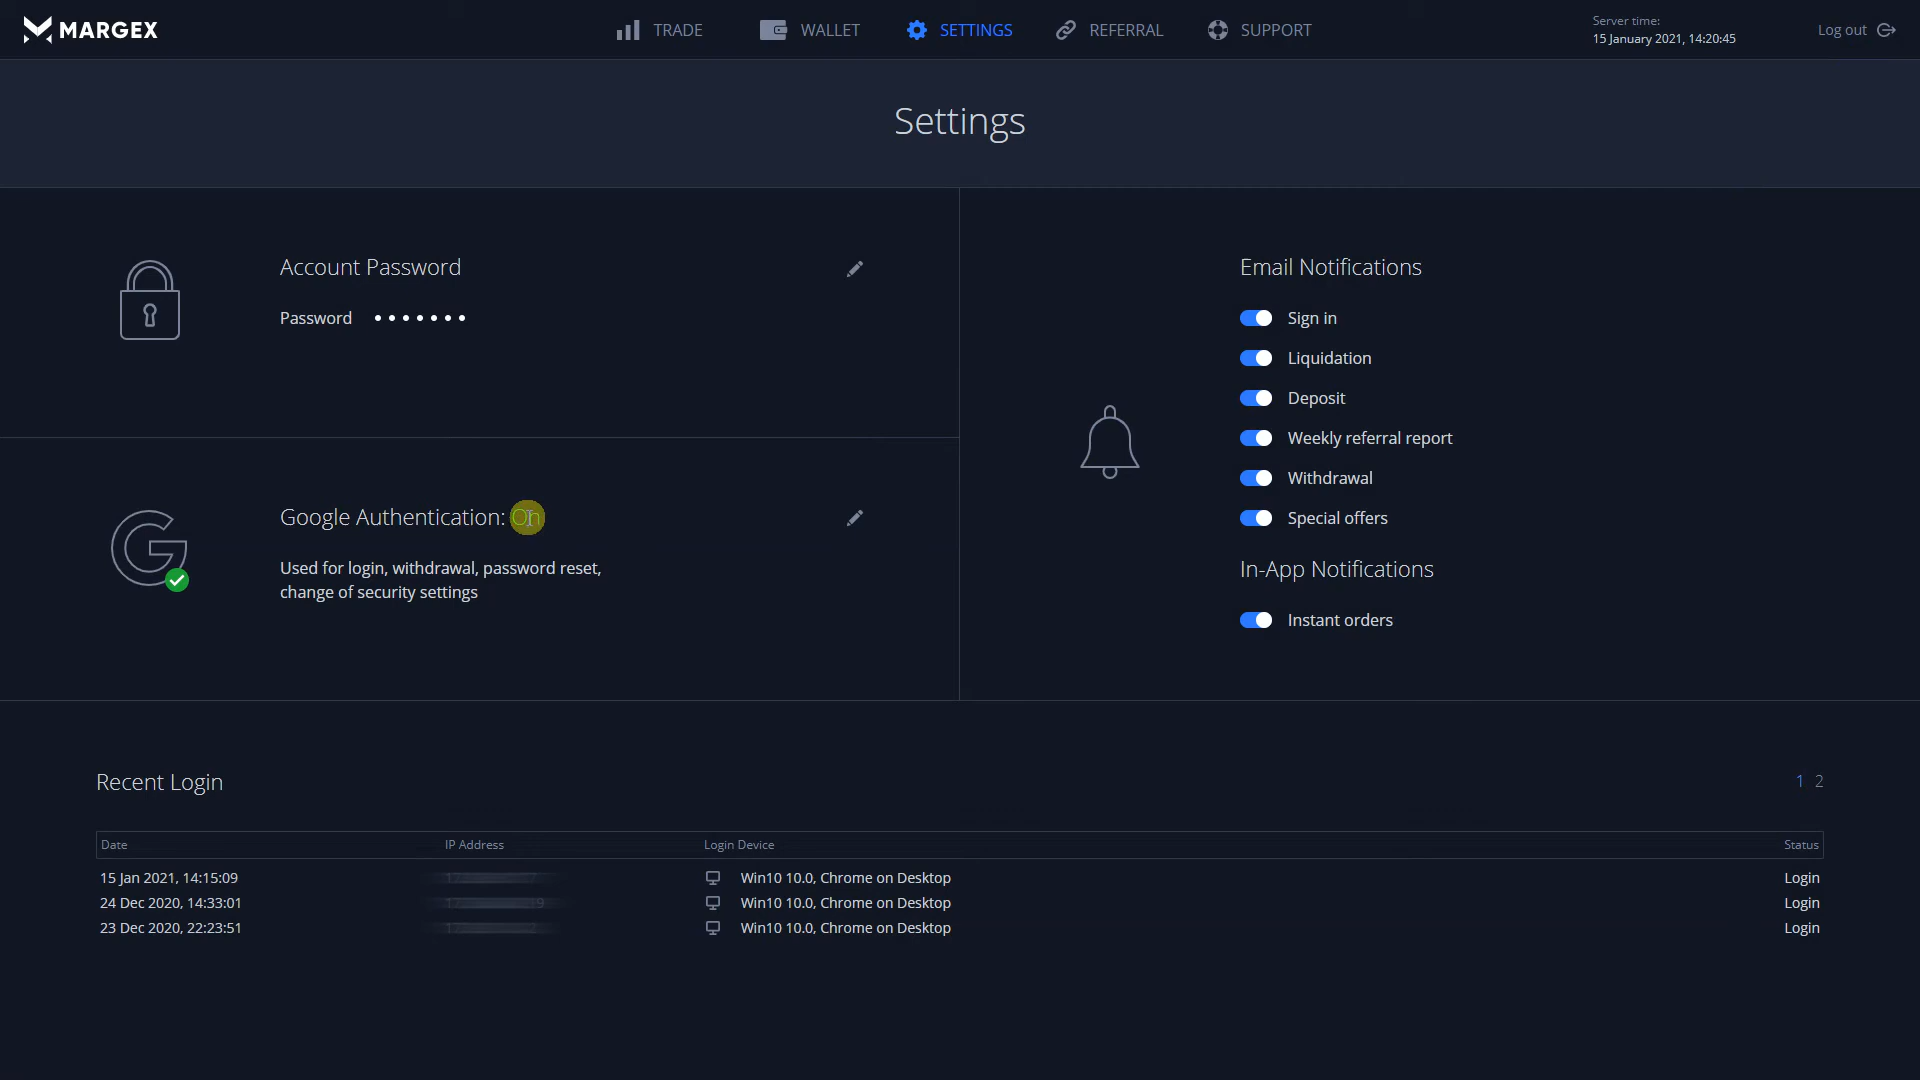 MARGEX
TRADE
WALLET
SETTINGS
REFERRAL
SUPPORT
Server time:
15 January 2021, 14:20:45
Log out
Settings
Account Password
Password
Google Authentication: On
Used for login, withdrawal, password reset,
change of security settings
Email Notifications
Sign in
Liquidation
Deposit
Weekly referral report
Withdrawal
Special offers
In-App Notifications
Instant orders
Recent Login
1 2
Date IP Address Login Device Status
15 Jan 2021, 14:15:09 Win10 10.0, Chrome on Desktop Login
24 Dec 2020, 14:33:01 Win10 10.0, Chrome on Desktop Login
23 Dec 2020, 22:23:51 Win10 10.0, Chrome on Desktop Login